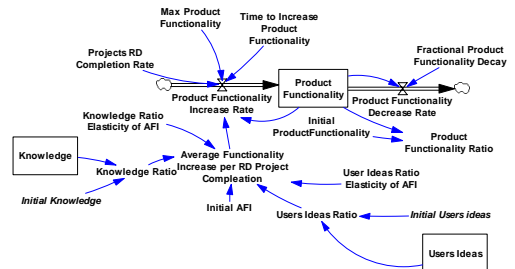 Max Product
Functionality
Time to Increase
Product
Functionality
Projects RD
Completion Rate
Fractional Product
Functionality Decay
Product
Functionality
Product Functionality
Increase Rate
Product Functionality
Decrease Rate
Knowledge Ratio
Elasticity of AFI
Initial
ProductFunctionality
Product
Functionality Ratio
Knowledge
Average Functionality
Increase per RD Project
Compleation
Knowledge Ratio
User Ideas Ratio
Elasticity of AFI
Initial Knowledge
Initial AFI
Users Ideas Ratio
Initial Users ideas
Users Ideas